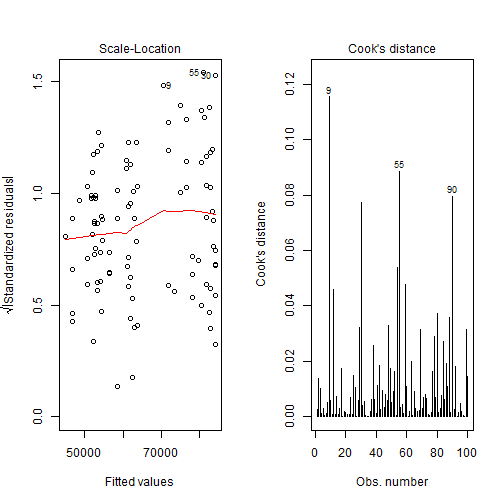 Scale-Location
√|Standardized residuals|
0.0 0.5 1.0 1.5
9
55
90
50000 70000
Fitted values
Cook's distance
Cook's distance
0.00 0.02 0.04 0.06 0.08 0.10 0.12
9
55
90
0 20 40 60 80 100
Obs. number